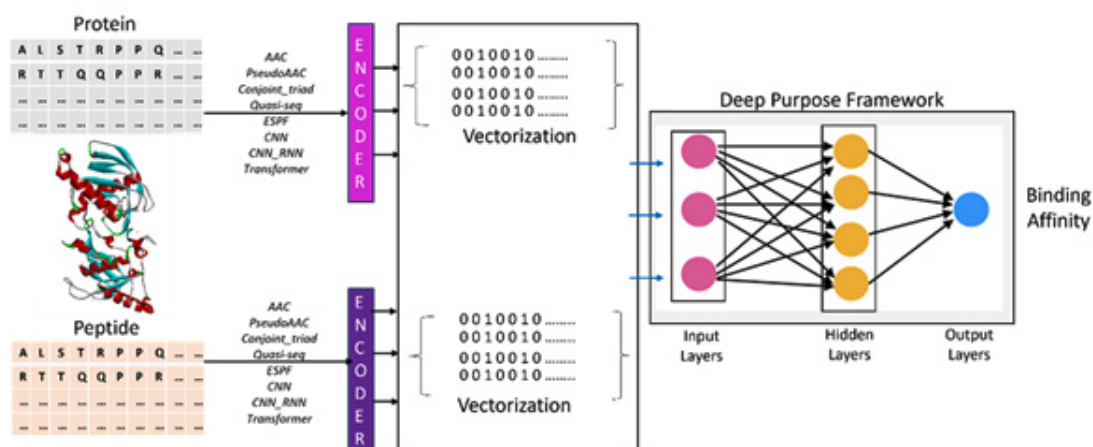 Protein
A L S T R P P Q ... ...
R T T Q Q P P R ... ...
... ... ... ... ... ... ... ... ... ...
... ... ... ... ... ... ... ... ... ...
AAC
PseudoAAC
Conjoint_triad
Quasi-seq
ESPF
CNN
CNN_RNN
Transformer
ENCODER
0010010.........
0010010.........
0010010.........
0010010.........
Vectorization
Peptide
A L S T R P P Q ... ...
R T T Q Q P P R ... ...
... ... ... ... ... ... ... ... ... ...
... ... ... ... ... ... ... ... ... ...
AAC
PseudoAAC
Conjoint_triad
Quasi-seq
ESPF
CNN
CNN_RNN
Transformer
ENCODER
0010010.........
0010010.........
0010010.........
0010010.........
Vectorization
Deep Purpose Framework
Input
Layers
Hidden
Layers
Output
Layers
Binding
Affinity